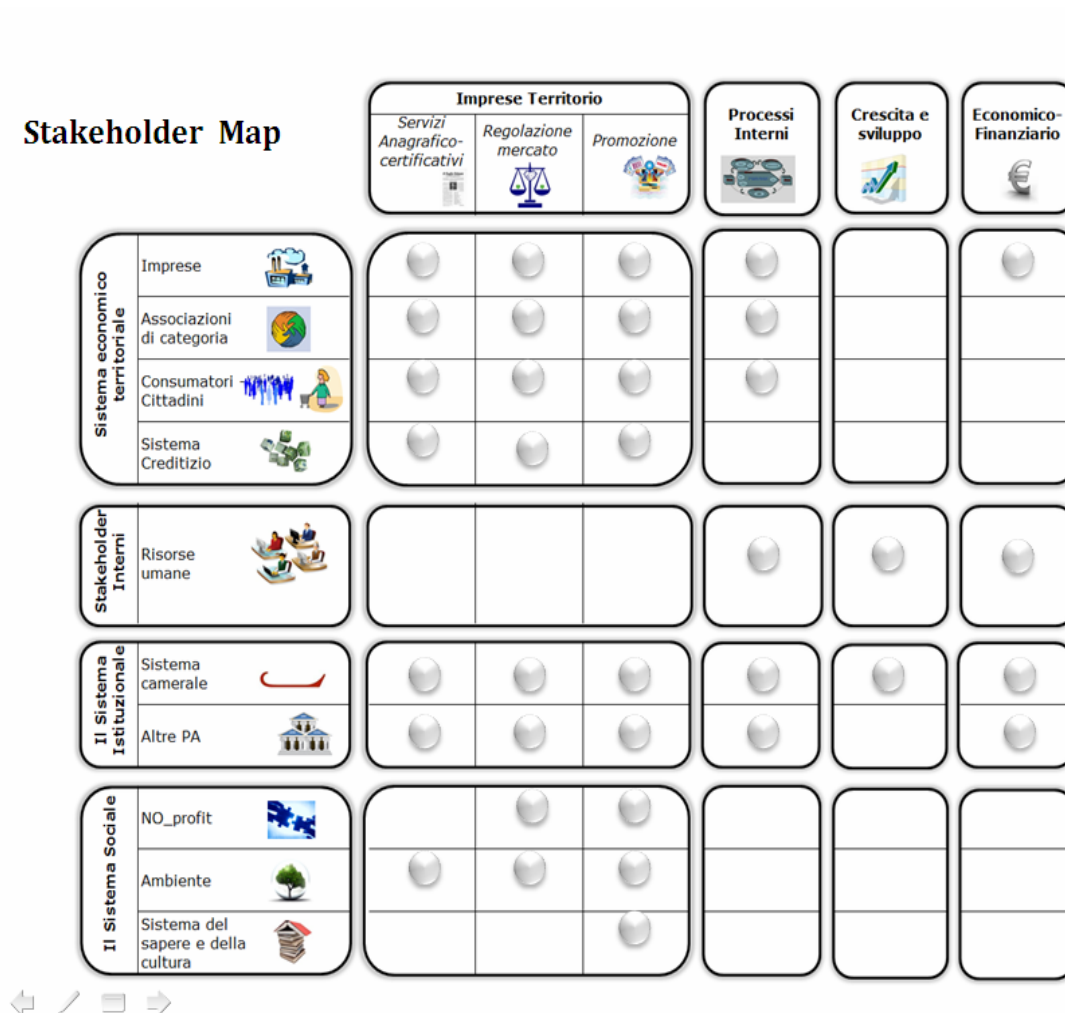 Stakeholder Map
Imprese Territorio
Servizi
Anagrafico-
certificativi
Regolazione
mercato
Promozione
Processi
Interni
Crescita e
sviluppo
Economico-
Finanziario
€
Sistema economico
territoriale
Imprese
Associazioni
di categoria
Consumatori
Cittadini
Sistema
Creditizio
Stakeholder
Interni
Risorse
umane
Il Sistema
Istituzionale
Sistema
camerale
Altre PA
Il Sistema Sociale
NO_profit
Ambiente
Sistema del
sapere e della
cultura